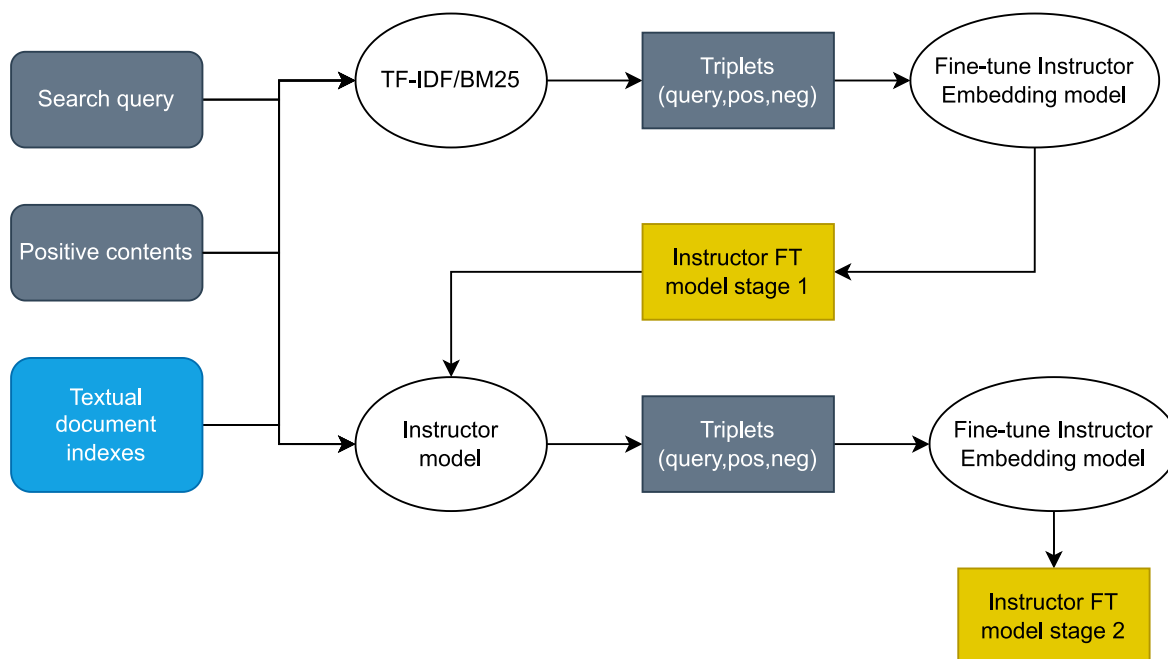 Search query
TF-IDF/BM25
Triplets
(query,pos,neg)
Fine-tune Instructor
Embedding model
Positive contents
Instructor FT
model stage 1
Textual
document
indexes
Instructor
model
Triplets
(query,pos,neg)
Fine-tune Instructor
Embedding model
Instructor FT
model stage 2